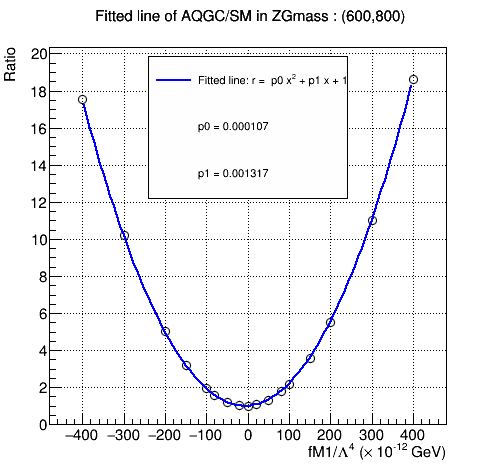 Fitted line of AQGC/SM in ZGmass : (600,800)
Ratio
Fitted line: r = p0 x² + p1 x + 1
p0 = 0.000107
p1 = 0.001317
20
18
16
14
12
10
8
6
4
2
0
−400 −300 −200 −100 0 100 200 300 400
fM1/Λ⁴ (× 10⁻¹² GeV)